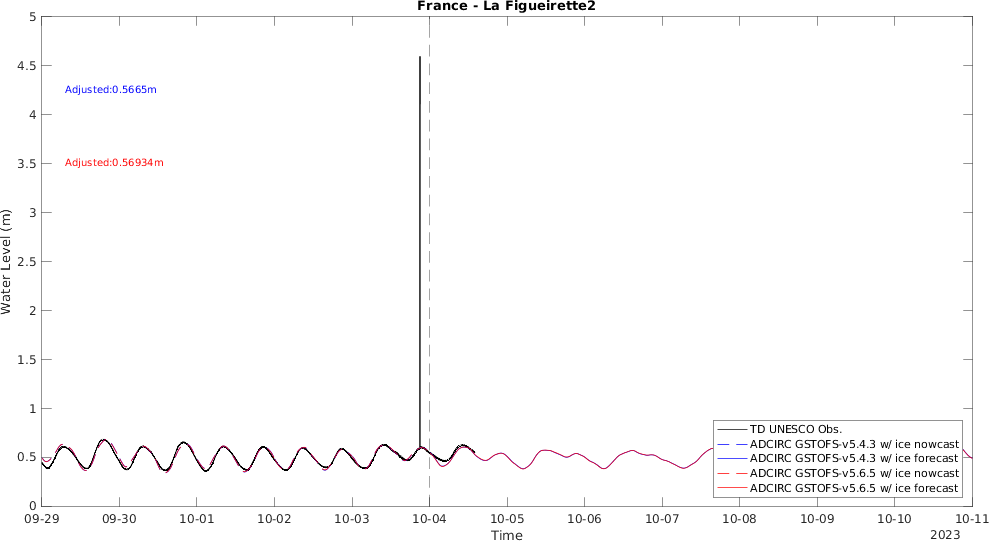 France - La Figueirette2
5
4.5
4
3.5
3
2.5
2
1.5
1
0.5
0
Water Level (m)
Adjusted:0.5665m
Adjusted:0.56934m
TD UNESCO Obs.
ADCIRC GSTOFS-v5.4.3 w/ ice nowcast
ADCIRC GSTOFS-v5.4.3 w/ ice forecast
ADCIRC GSTOFS-v5.6.5 w/ ice nowcast
ADCIRC GSTOFS-v5.6.5 w/ ice forecast
09-29 09-30 10-01 10-02 10-03 10-04 10-05 10-06 10-07 10-08 10-09 10-10 10-11
Time
2023